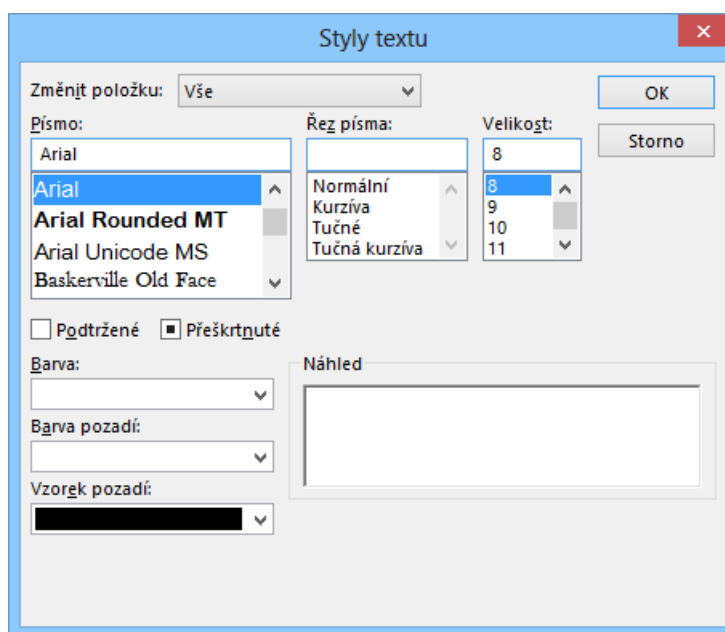 Styly textu
Změnit položku: Vše
OK
Písmo: Řez písma: Velikost:
Storno
Arial 8
Arial Normální 8
Arial Rounded MT Kurzíva 9
Arial Unicode MS Tučné 10
Baskerville Old Face Tučná kurzíva 11
Podtržené Přeškrtnuté
Barva: Náhled
Barva pozadí:
Vzorek pozadí: